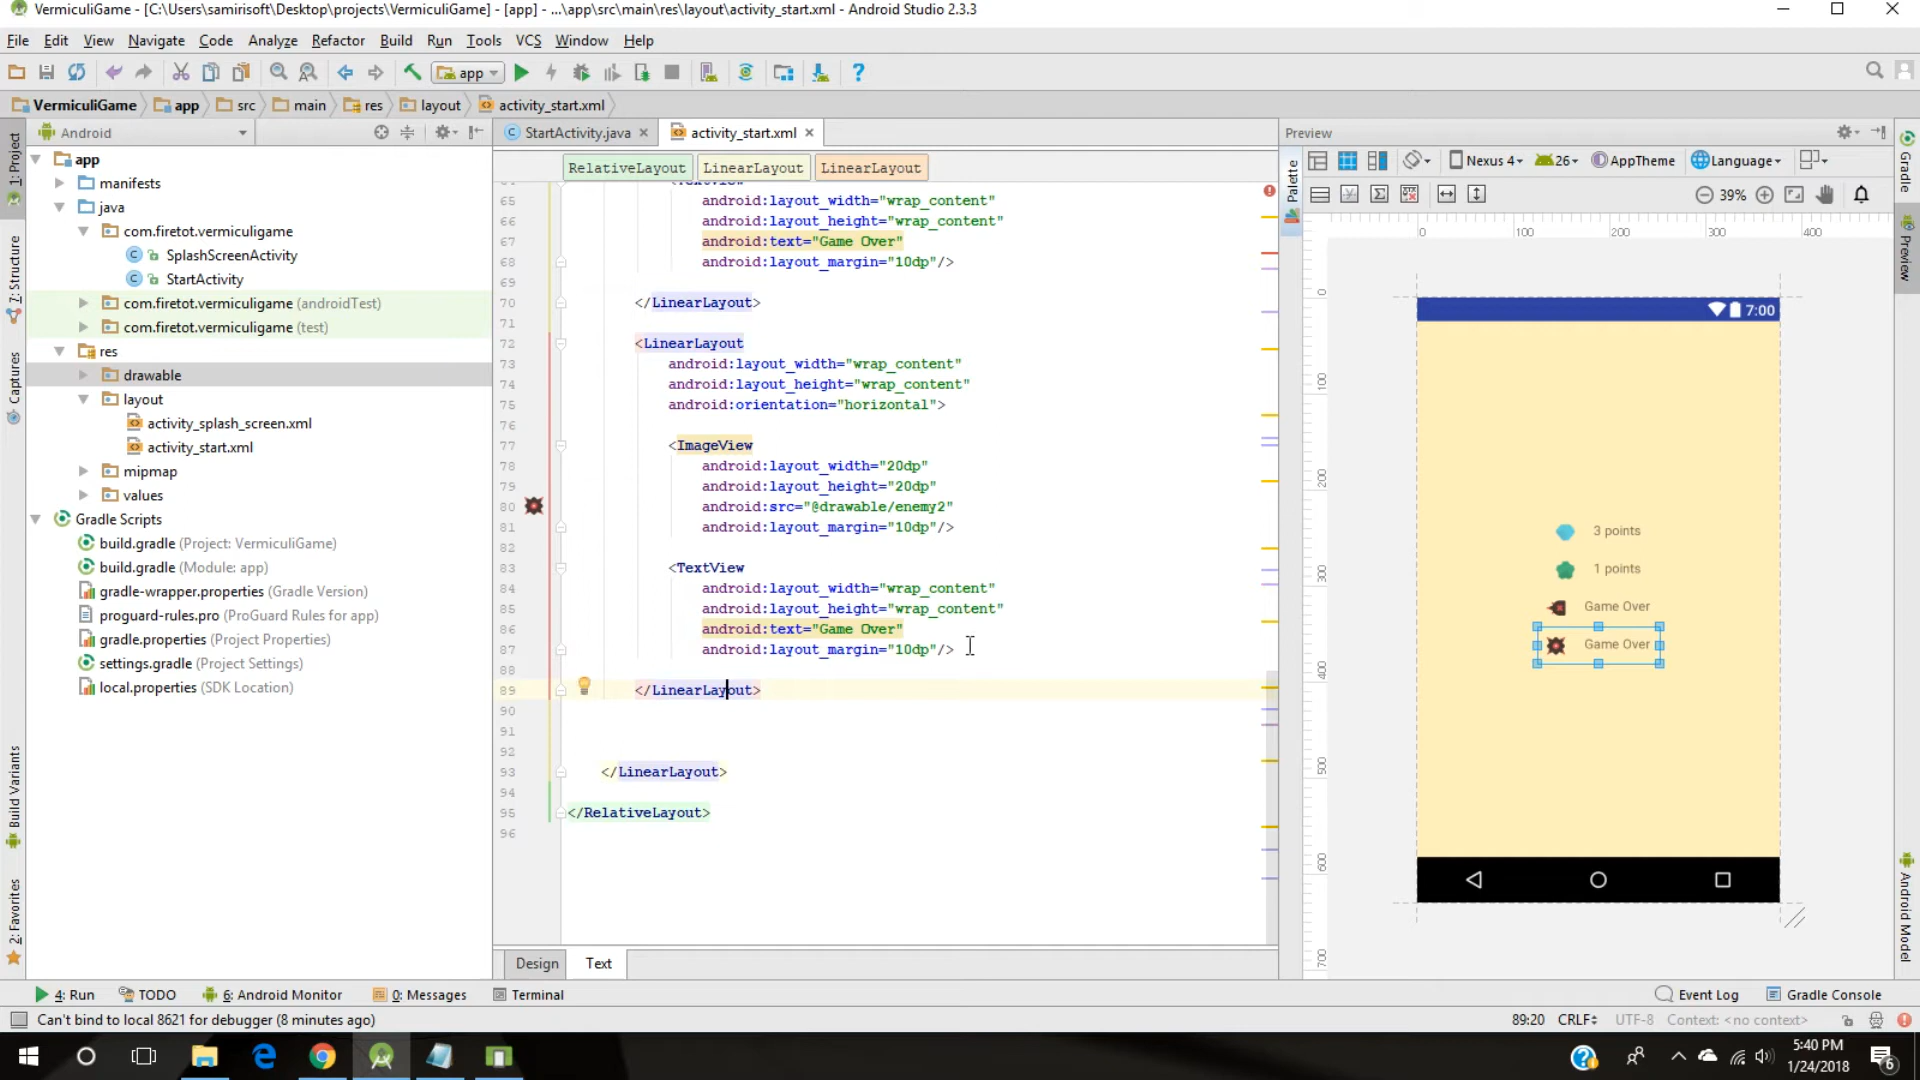 VermiculiGame - [C:\Users\samirisoft\Desktop\projects\VermiculiGame] - [app] - ...\app\src\main\res\layout\activity_start.xml - Android Studio 2.3.3
File Edit View Navigate Code Analyze Refactor Build Run Tools VCS Window Help
app
VermiculiGame app src main res layout activity_start.xml
Android
StartActivity.java activity_start.xml
Preview
RelativeLayout LinearLayout LinearLayout
Nexus 4 26 AppTheme Language
39%
1: Project
7: Structure
Captures
Build Variants
2: Favorites
app
manifests
java
com.firetot.vermiculigame
SplashScreenActivity
StartActivity
com.firetot.vermiculigame (androidTest)
com.firetot.vermiculigame (test)
res
drawable
layout
activity_splash_screen.xml
activity_start.xml
mipmap
values
Gradle Scripts
build.gradle (Project: VermiculiGame)
build.gradle (Module: app)
gradle-wrapper.properties (Gradle Version)
proguard-rules.pro (ProGuard Rules for app)
gradle.properties (Project Properties)
settings.gradle (Project Settings)
local.properties (SDK Location)
65 android:layout_width="wrap_content"
66 android:layout_height="wrap_content"
67 android:text="Game Over"
68 android:layout_margin="10dp"/>
69
70 </LinearLayout>
71
72 <LinearLayout
73 android:layout_width="wrap_content"
74 android:layout_height="wrap_content"
75 android:orientation="horizontal">
76
77 <ImageView
78 android:layout_width="20dp"
79 android:layout_height="20dp"
80 android:src="@drawable/enemy2"
81 android:layout_margin="10dp"/>
82
83 <TextView
84 android:layout_width="wrap_content"
85 android:layout_height="wrap_content"
86 android:text="Game Over"
87 android:layout_margin="10dp"/>
88
89 </LinearLayout>
90
91
92
93 </LinearLayout>
94
95 </RelativeLayout>
96
Design Text
Palette
0 100 200 300 400
0
100
200
300
400
500
600
700
7:00
3 points
1 points
Game Over
Game Over
Gradle
Preview
Android Model
4: Run TODO 6: Android Monitor 0: Messages Terminal Event Log Gradle Console
Can't bind to local 8621 for debugger (8 minutes ago)
89:20 CRLF UTF-8 Context: <no context>
5:40 PM
1/24/2018
6